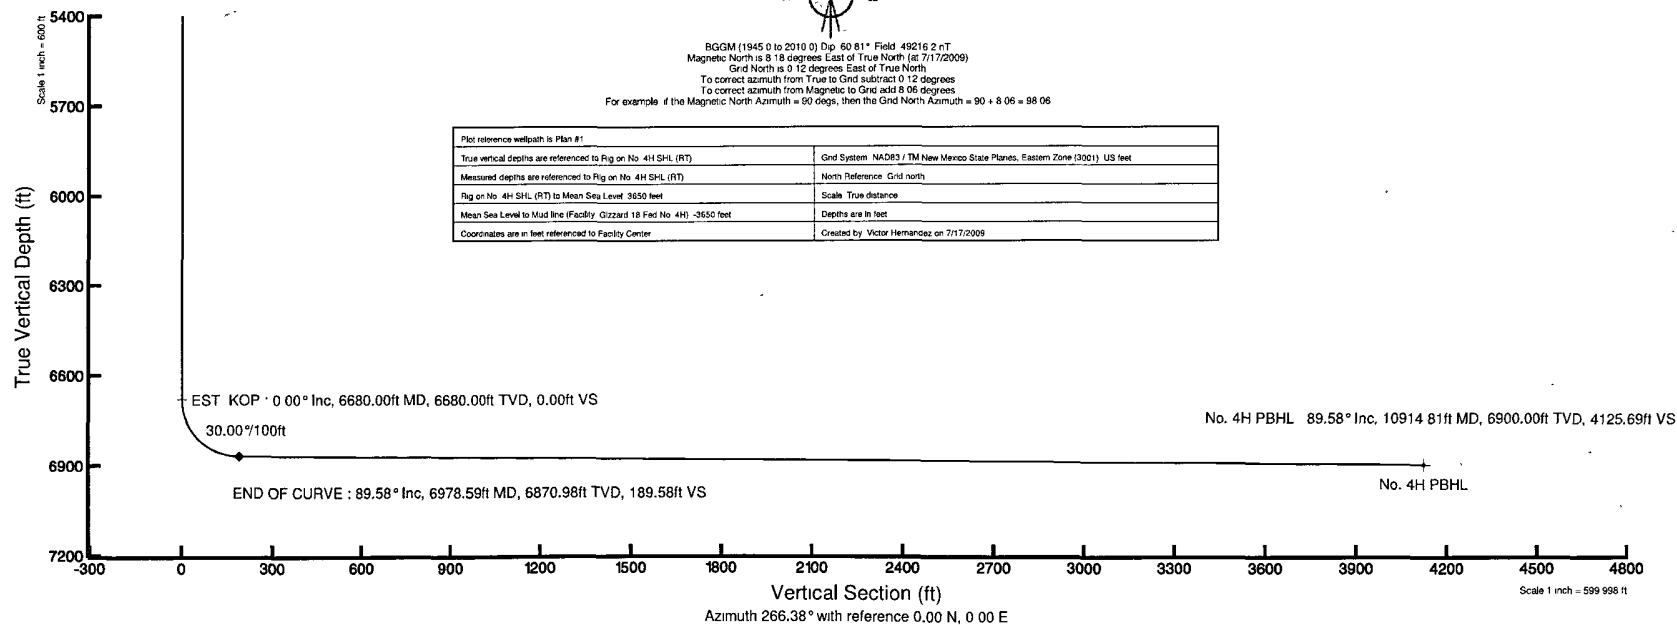 BGGM (1945 0 to 2010 0) Dip 60 81° Field 49216 2 nT
Magnetic North is 8 18 degrees East of True North (at 7/17/2009)
Grid North is 0 12 degrees East of True North
To correct azimuth from True to Grid subtract 0 12 degrees
To correct azimuth from Magnetic to Grid add 8 06 degrees
For example if the Magnetic North Azimuth = 90 degs, then the Grid North Azimuth = 90 + 8 06 = 98 06
Plot reference wellpath is Plan #1
True vertical depths are referenced to Rig on No 4H SHL (RT)
Grid System NAD83 / TM New Mexico State Planes, Eastern Zone (3001) US feet
Measured depths are referenced to Rig on No 4H SHL (RT)
North Reference Grid north
Rig on No 4H SHL (RT) to Mean Sea Level 3650 feet
Scale True distance
Mean Sea Level to Mud line (Facility Gizzard 18 Fed No 4H) -3650 feet
Depths are in feet
Coordinates are in feet referenced to Facility Center
Created by Victor Hernandez on 7/17/2009
Scale 1 inch = 600 ft
True Vertical Depth (ft)
5400
5700
6000
6300
6600
6900
7200
EST KOP · 0 00° Inc, 6680.00ft MD, 6680.00ft TVD, 0.00ft VS
30.00°/100ft
END OF CURVE : 89.58° Inc, 6978.59ft MD, 6870.98ft TVD, 189.58ft VS
No. 4H PBHL 89.58° Inc, 10914 81ft MD, 6900.00ft TVD, 4125.69ft VS
No. 4H PBHL
-300 0 300 600 900 1200 1500 1800 2100 2400 2700 3000 3300 3600 3900 4200 4500 4800
Vertical Section (ft)
Scale 1 inch = 599 998 ft
Azimuth 266.38° with reference 0.00 N, 0 00 E